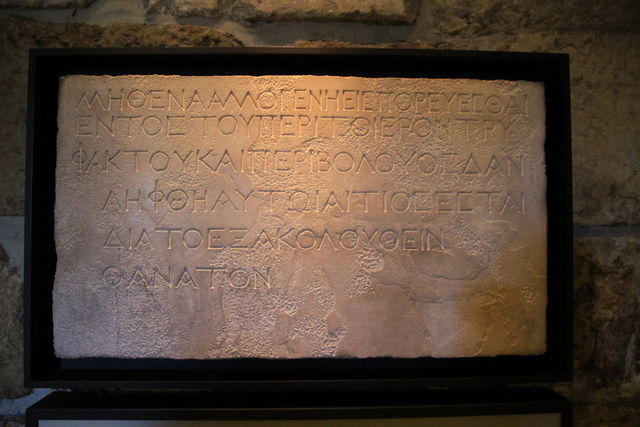 ΜΗΘΕΝΑΑΛΛΟΓΕΝΗΕΙΣΠΟΡΕΥΕΣΘΑΙ
ΕΝΤΟΣΤΟΥΠΕΡΙΤΟΙΕΡΟΝΤΡΥ
ΦΑΚΤΟΥΚΑΙΠΕΡΙΒΟΛΟΥΟΣΔΑΝ
ΛΗΦΘΗΑΥΤΩΙΑΙΤΙΟΣΕΣΤΑΙ
ΔΙΑΤΟΕΞΑΚΟΛΟΥΘΕΙΝ
ΘΑΝΑΤΟΝ